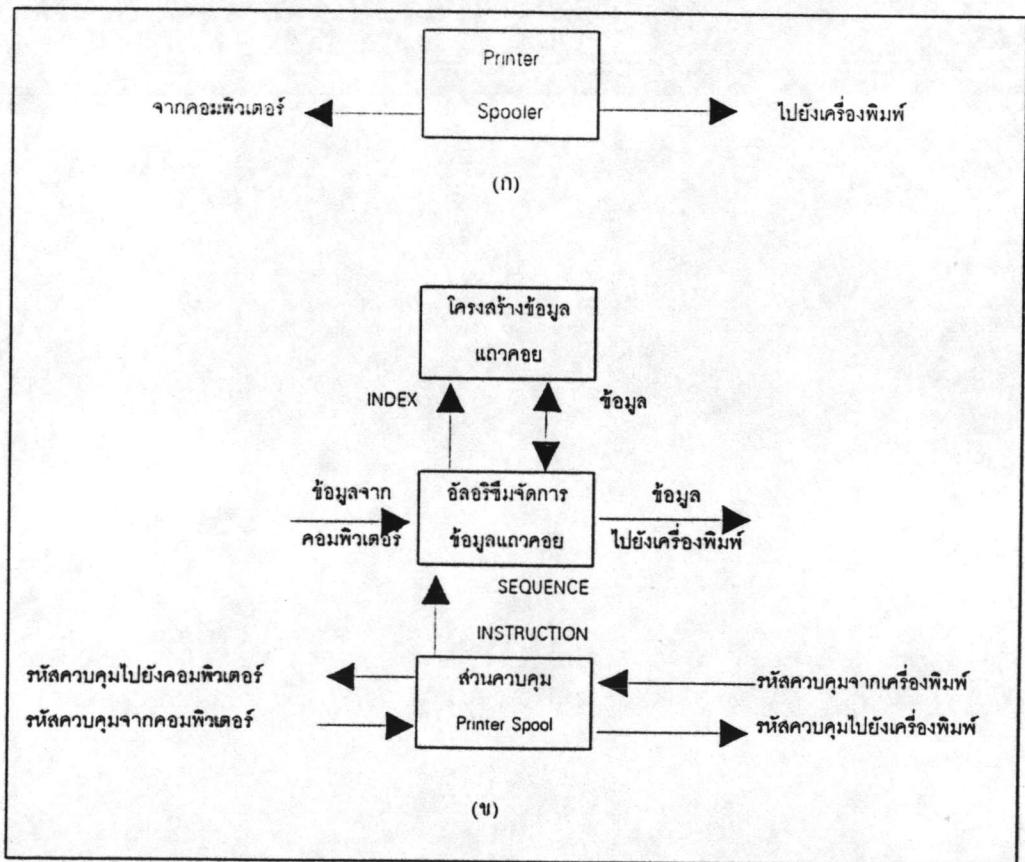 Printer
Spooler
จากคอมพิวเตอร์
ไปยังเครื่องพิมพ์
(ก)
โครงสร้างข้อมูล
แถวคอย
INDEX
ข้อมูล
ข้อมูลจาก
คอมพิวเตอร์
อัลอริซึมจัดการ
ข้อมูลแถวคอย
ข้อมูล
ไปยังเครื่องพิมพ์
SEQUENCE
INSTRUCTION
รหัสควบคุมไปยังคอมพิวเตอร์
รหัสควบคุมจากคอมพิวเตอร์
ส่วนควบคุม
Printer Spool
รหัสควบคุมจากเครื่องพิมพ์
รหัสควบคุมไปยังเครื่องพิมพ์
(ข)